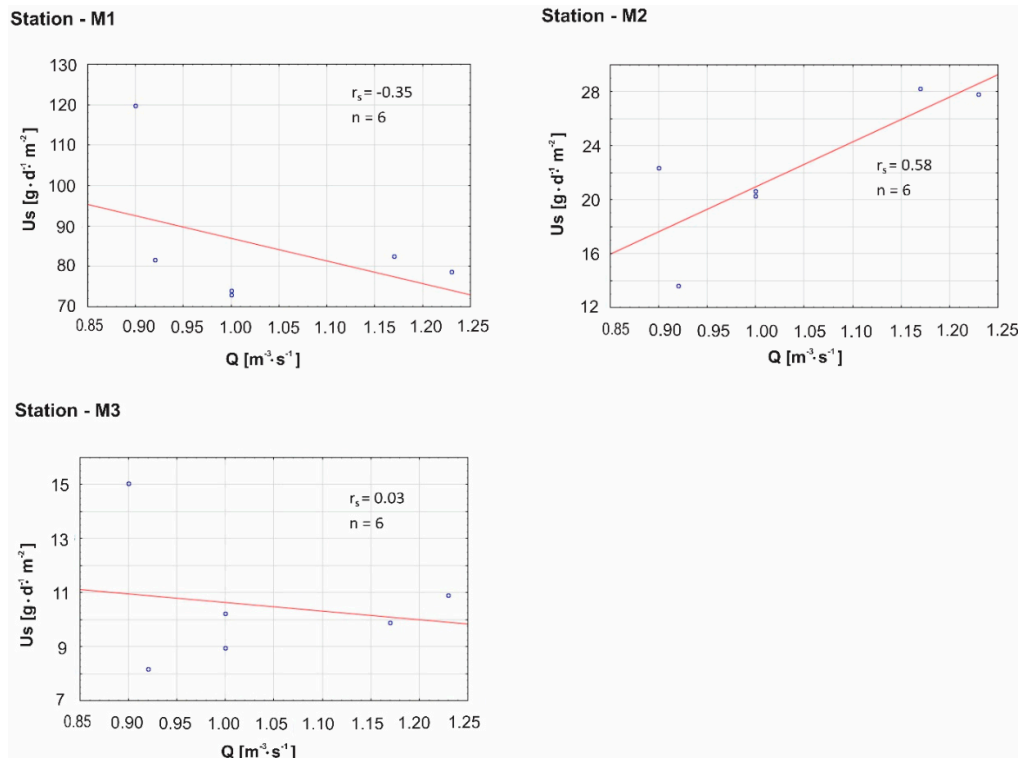 Station - M1
130
120
110
100
90
80
70
Us [g·d⁻¹ m⁻²]
rₛ = -0.35
n = 6
0.85 0.90 0.95 1.00 1.05 1.10 1.15 1.20 1.25
Q [m⁻³·s⁻¹]
Station - M2
28
24
20
16
12
Us [g·d⁻¹ m⁻²]
rₛ = 0.58
n = 6
0.85 0.90 0.95 1.00 1.05 1.10 1.15 1.20 1.25
Q [m⁻³·s⁻¹]
Station - M3
15
13
11
9
7
Us [g·d⁻¹ m⁻²]
rₛ = 0.03
n = 6
0.85 0.90 0.95 1.00 1.05 1.10 1.15 1.20 1.25
Q [m⁻³·s⁻¹]